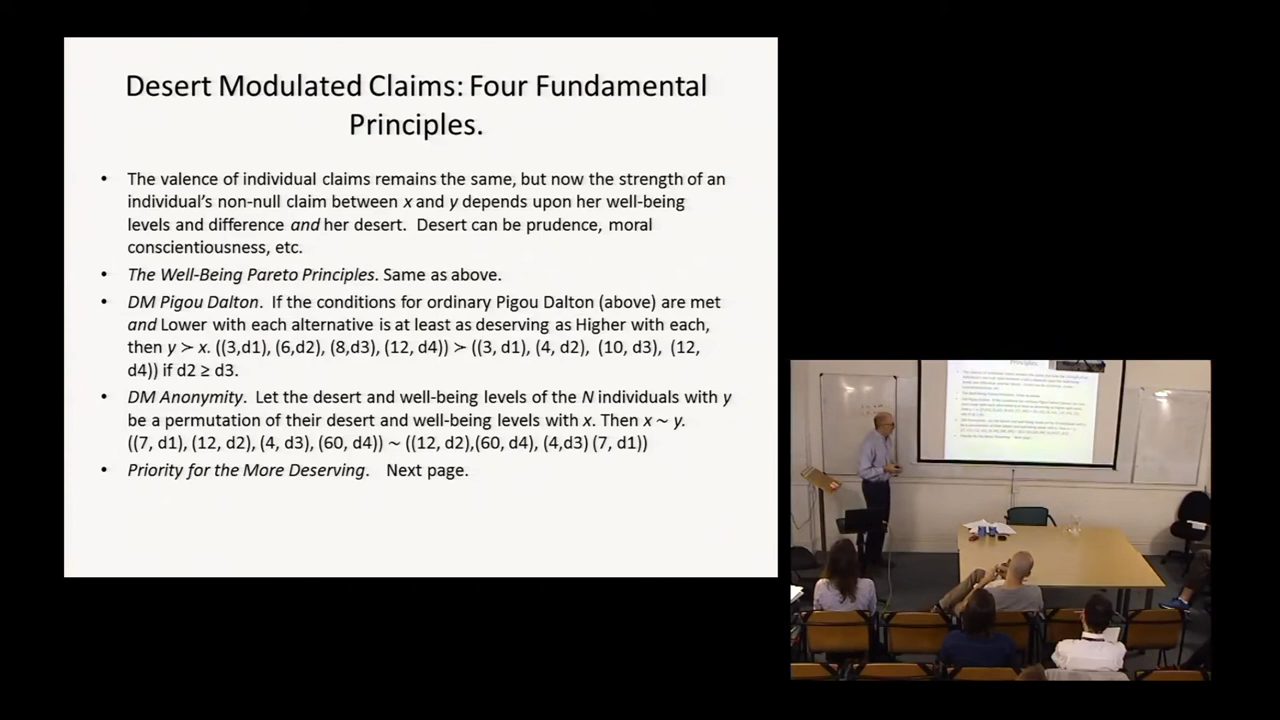 Desert Modulated Claims: Four Fundamental
Principles.
• The valence of individual claims remains the same, but now the strength of an
individual's non-null claim between x and y depends upon her well-being
levels and difference and her desert. Desert can be prudence, moral
conscientiousness, etc.
• The Well-Being Pareto Principles. Same as above.
• DM Pigou Dalton. If the conditions for ordinary Pigou Dalton (above) are met
and Lower with each alternative is at least as deserving as Higher with each,
then y ≻ x. ((3,d1), (6,d2), (8,d3), (12, d4)) ≻ ((3, d1), (4, d2), (10, d3), (12,
d4)) if d2 ≥ d3.
• DM Anonymity. Let the desert and well-being levels of the N individuals with y
be a permutation of their desert and well-being levels with x. Then x ~ y.
((7, d1), (12, d2), (4, d3), (60, d4)) ~ ((12, d2),(60, d4), (4,d3) (7, d1))
• Priority for the More Deserving. Next page.
Principles.